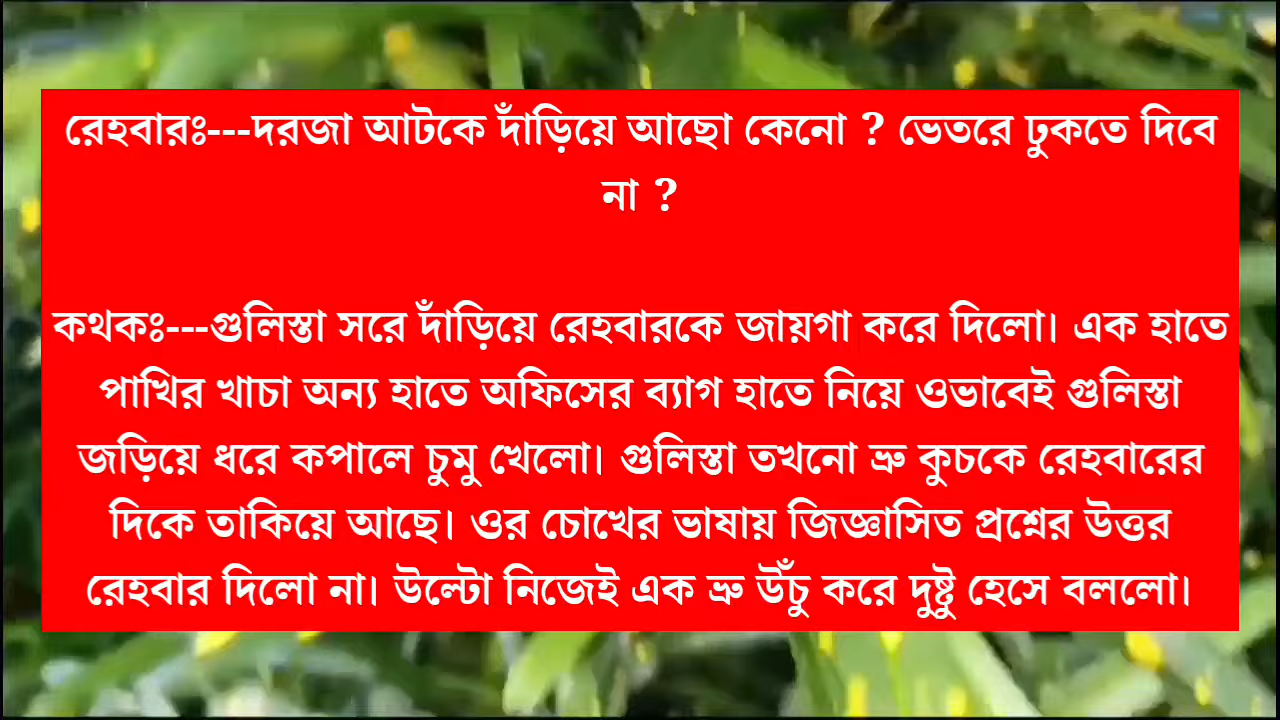 রেহবারঃ---দরজা আটকে দাঁড়িয়ে আছো কেনো ? ভেতরে ঢুকতে দিবে
না ?
কথকঃ---গুলিস্তা সরে দাঁড়িয়ে রেহবারকে জায়গা করে দিলো। এক হাতে
পাখির খাচা অন্য হাতে অফিসের ব্যাগ হাতে নিয়ে ওভাবেই গুলিস্তা
জড়িয়ে ধরে কপালে চুমু খেলো। গুলিস্তা তখনো ভ্রু কুচকে রেহবারের
দিকে তাকিয়ে আছে। ওর চোখের ভাষায় জিজ্ঞাসিত প্রশ্নের উত্তর
রেহবার দিলো না। উল্টো নিজেই এক ভ্রু উঁচু করে দুষ্টু হেসে বললো।